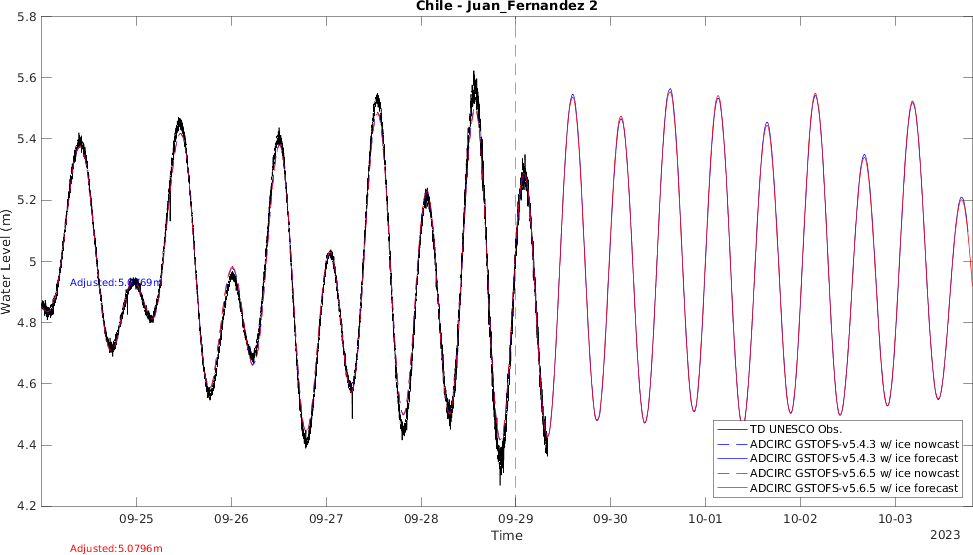 Chile - Juan_Fernandez 2
5.8
5.6
5.4
5.2
5
4.8
4.6
4.4
4.2
Water Level (m)
Adjusted:5.0769m
TD UNESCO Obs.
ADCIRC GSTOFS-v5.4.3 w/ ice nowcast
ADCIRC GSTOFS-v5.4.3 w/ ice forecast
ADCIRC GSTOFS-v5.6.5 w/ ice nowcast
ADCIRC GSTOFS-v5.6.5 w/ ice forecast
09-25 09-26 09-27 09-28 09-29 09-30 10-01 10-02 10-03
Time
2023
Adjusted:5.0796m